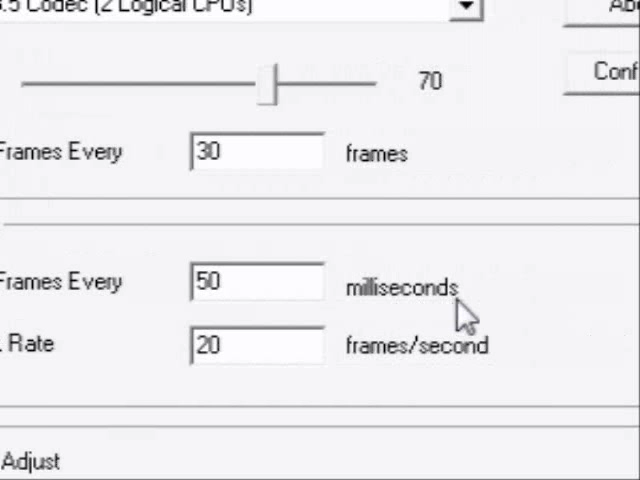 .5 Codec (2 Logical CPUs)
70
Conf
Frames Every 30 frames
Frames Every 50 milliseconds
. Rate 20 frames/second
Adjust